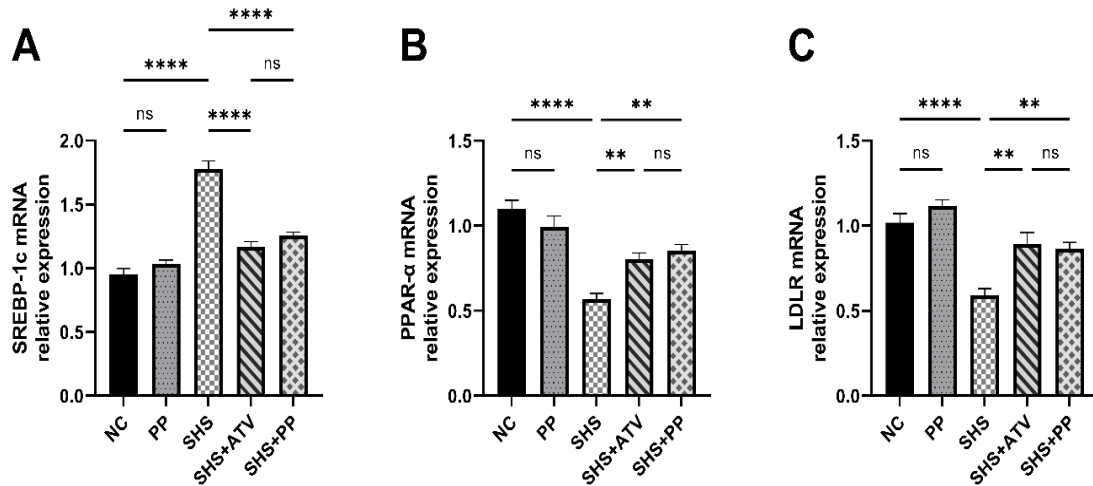 A
****
****
ns
ns
****
SREBP-1c mRNA
relative expression
2.0
1.5
1.0
0.5
0.0
NC
PP
SHS
SHS+ATV
SHS+PP
B
****
**
ns
**
ns
PPAR-α mRNA
relative expression
1.5
1.0
0.5
0.0
NC
PP
SHS
SHS+ATV
SHS+PP
C
****
**
ns
**
ns
LDLR mRNA
relative expression
1.5
1.0
0.5
0.0
NC
PP
SHS
SHS+ATV
SHS+PP